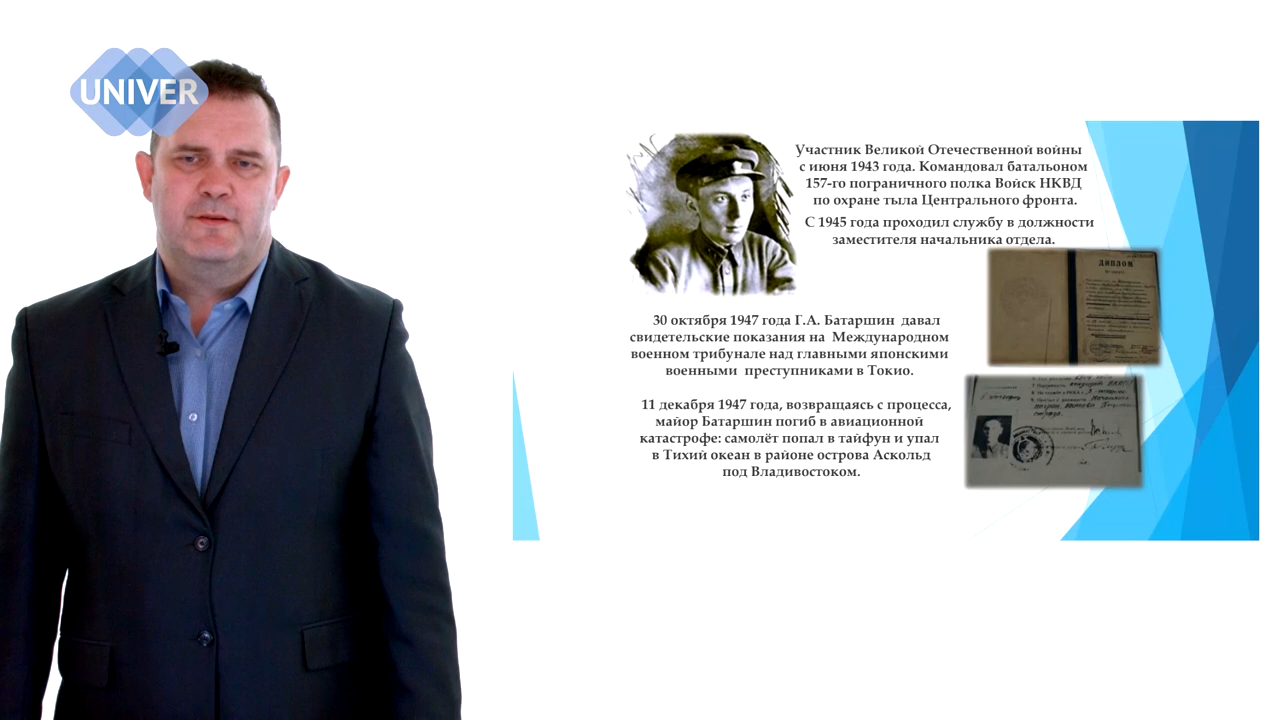 UNIVER
Участник Великой Отечественной войны
с июня 1943 года. Командовал батальоном
157-го пограничного полка Войск НКВД
по охране тыла Центрального фронта.
С 1945 года проходил службу в должности
заместителя начальника отдела.
ДИПЛОМ
30 октября 1947 года Г.А. Батаршин давал
свидетельские показания на Международном
военном трибунале над главными японскими
военными преступниками в Токио.
11 декабря 1947 года, возвращаясь с процесса,
майор Батаршин погиб в авиационной
катастрофе: самолёт попал в тайфун и упал
в Тихий океан в районе острова Аскольд
под Владивостоком.